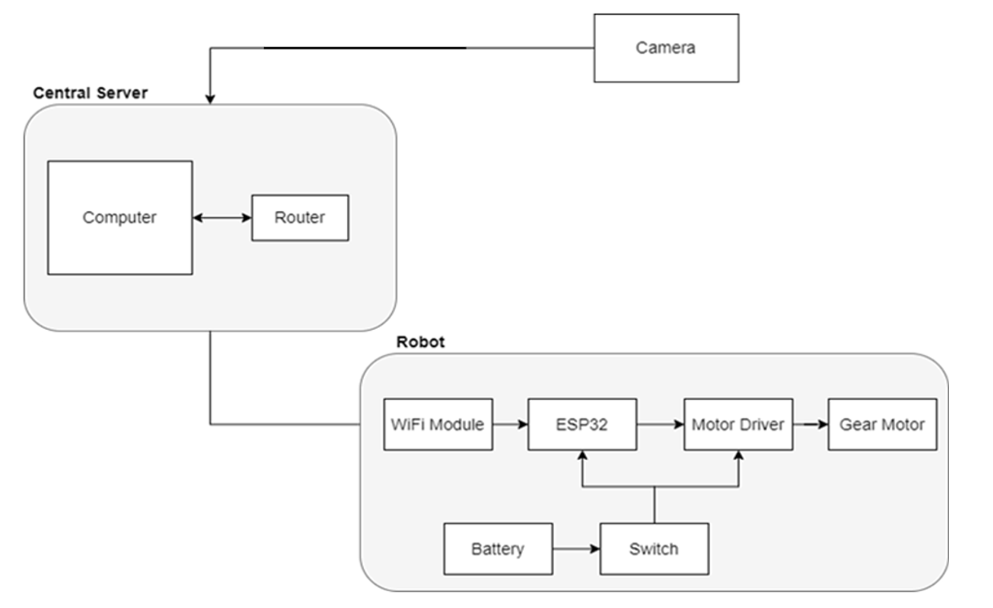 Camera
Central Server
Computer
Router
Robot
WiFi Module
ESP32
Motor Driver
Gear Motor
Battery
Switch